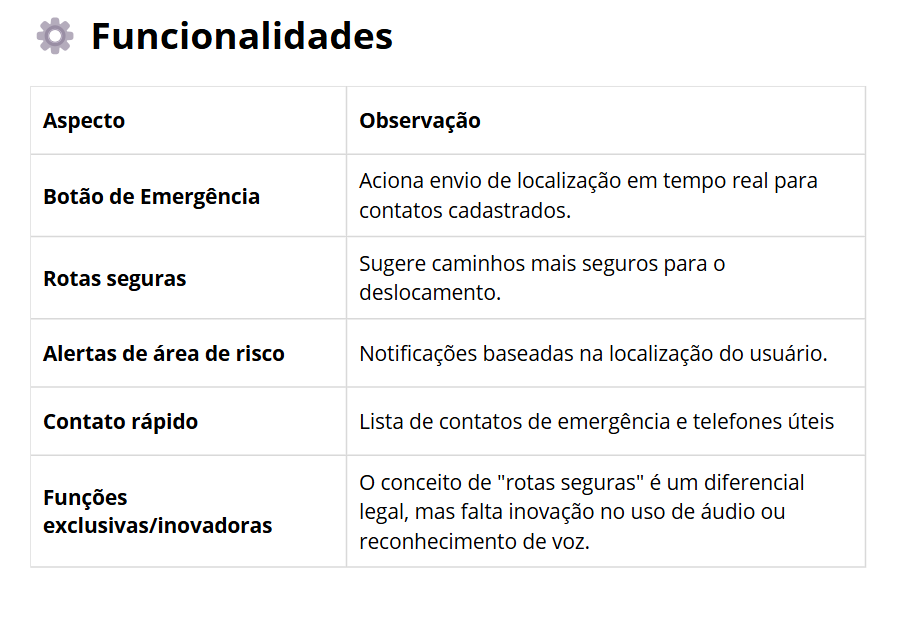 Funcionalidades
Aspecto
Observação
Botão de Emergência
Aciona envio de localização em tempo real para
contatos cadastrados.
Rotas seguras
Sugere caminhos mais seguros para o
deslocamento.
Alertas de área de risco
Notificações baseadas na localização do usuário.
Contato rápido
Lista de contatos de emergência e telefones úteis
Funções
exclusivas/inovadoras
O conceito de "rotas seguras" é um diferencial
legal, mas falta inovação no uso de áudio ou
reconhecimento de voz.